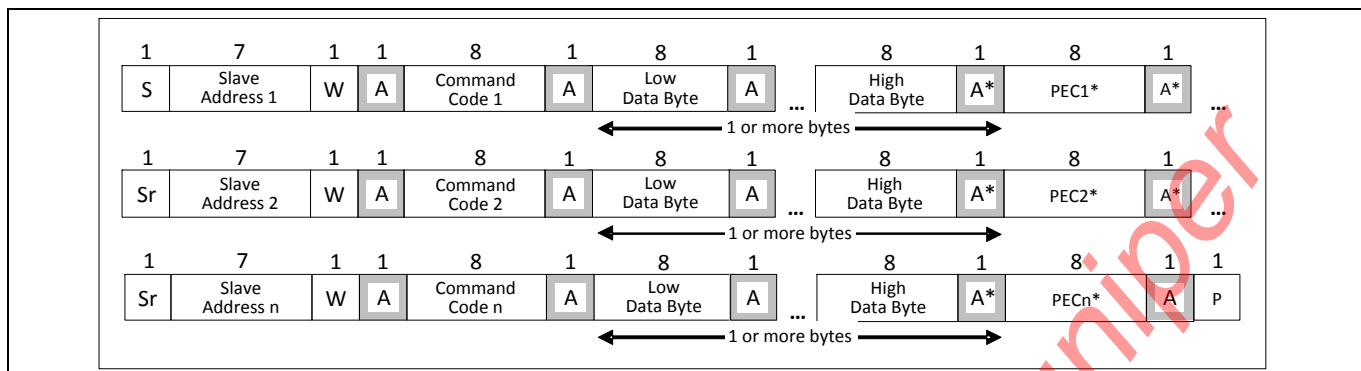 1 7 1 1 8 1 8 1 8 1 8 1
S Slave Address 1 W A Command Code 1 A Low Data Byte A ... High Data Byte A* PEC1* A* ...
1 or more bytes
1 7 1 1 8 1 8 1 8 1 8 1
Sr Slave Address 2 W A Command Code 2 A Low Data Byte A ... High Data Byte A* PEC2* A* ...
1 or more bytes
1 7 1 1 8 1 8 1 8 1 8 1 1
Sr Slave Address n W A Command Code n A Low Data Byte A ... High Data Byte A* PECn* A P
1 or more bytes
niper